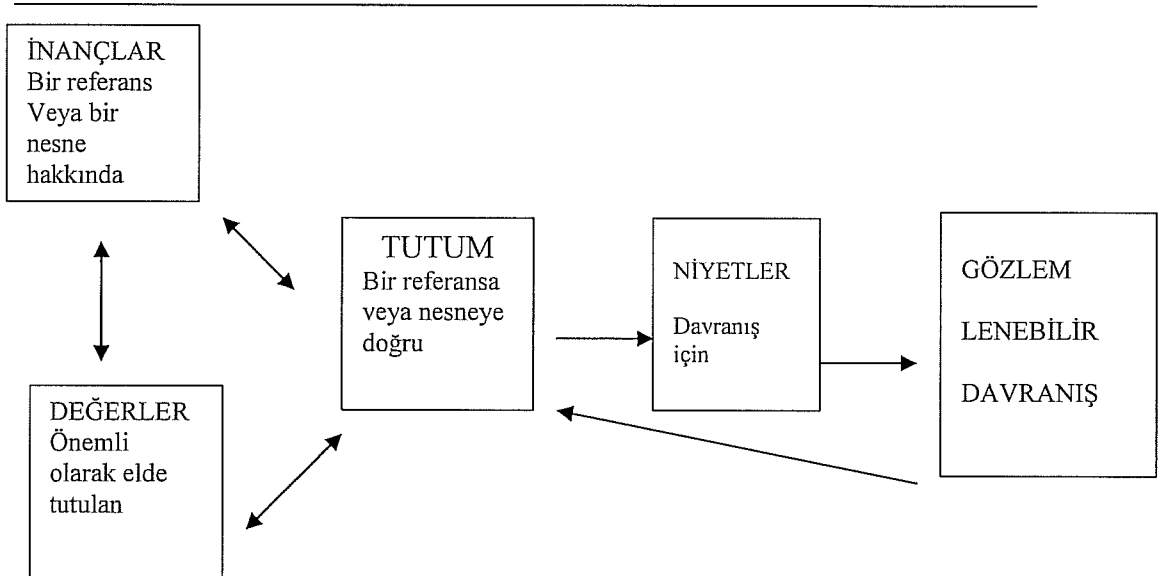 İNANÇLAR
Bir referans
Veya bir
nesne
hakkında
TUTUM
Bir referansa
veya nesneye
doğru
NİYETLER
Davranış
için
GÖZLEM
LENEBİLİR
DAVRANIŞ
DEĞERLER
Önemli
olarak elde
tutulan